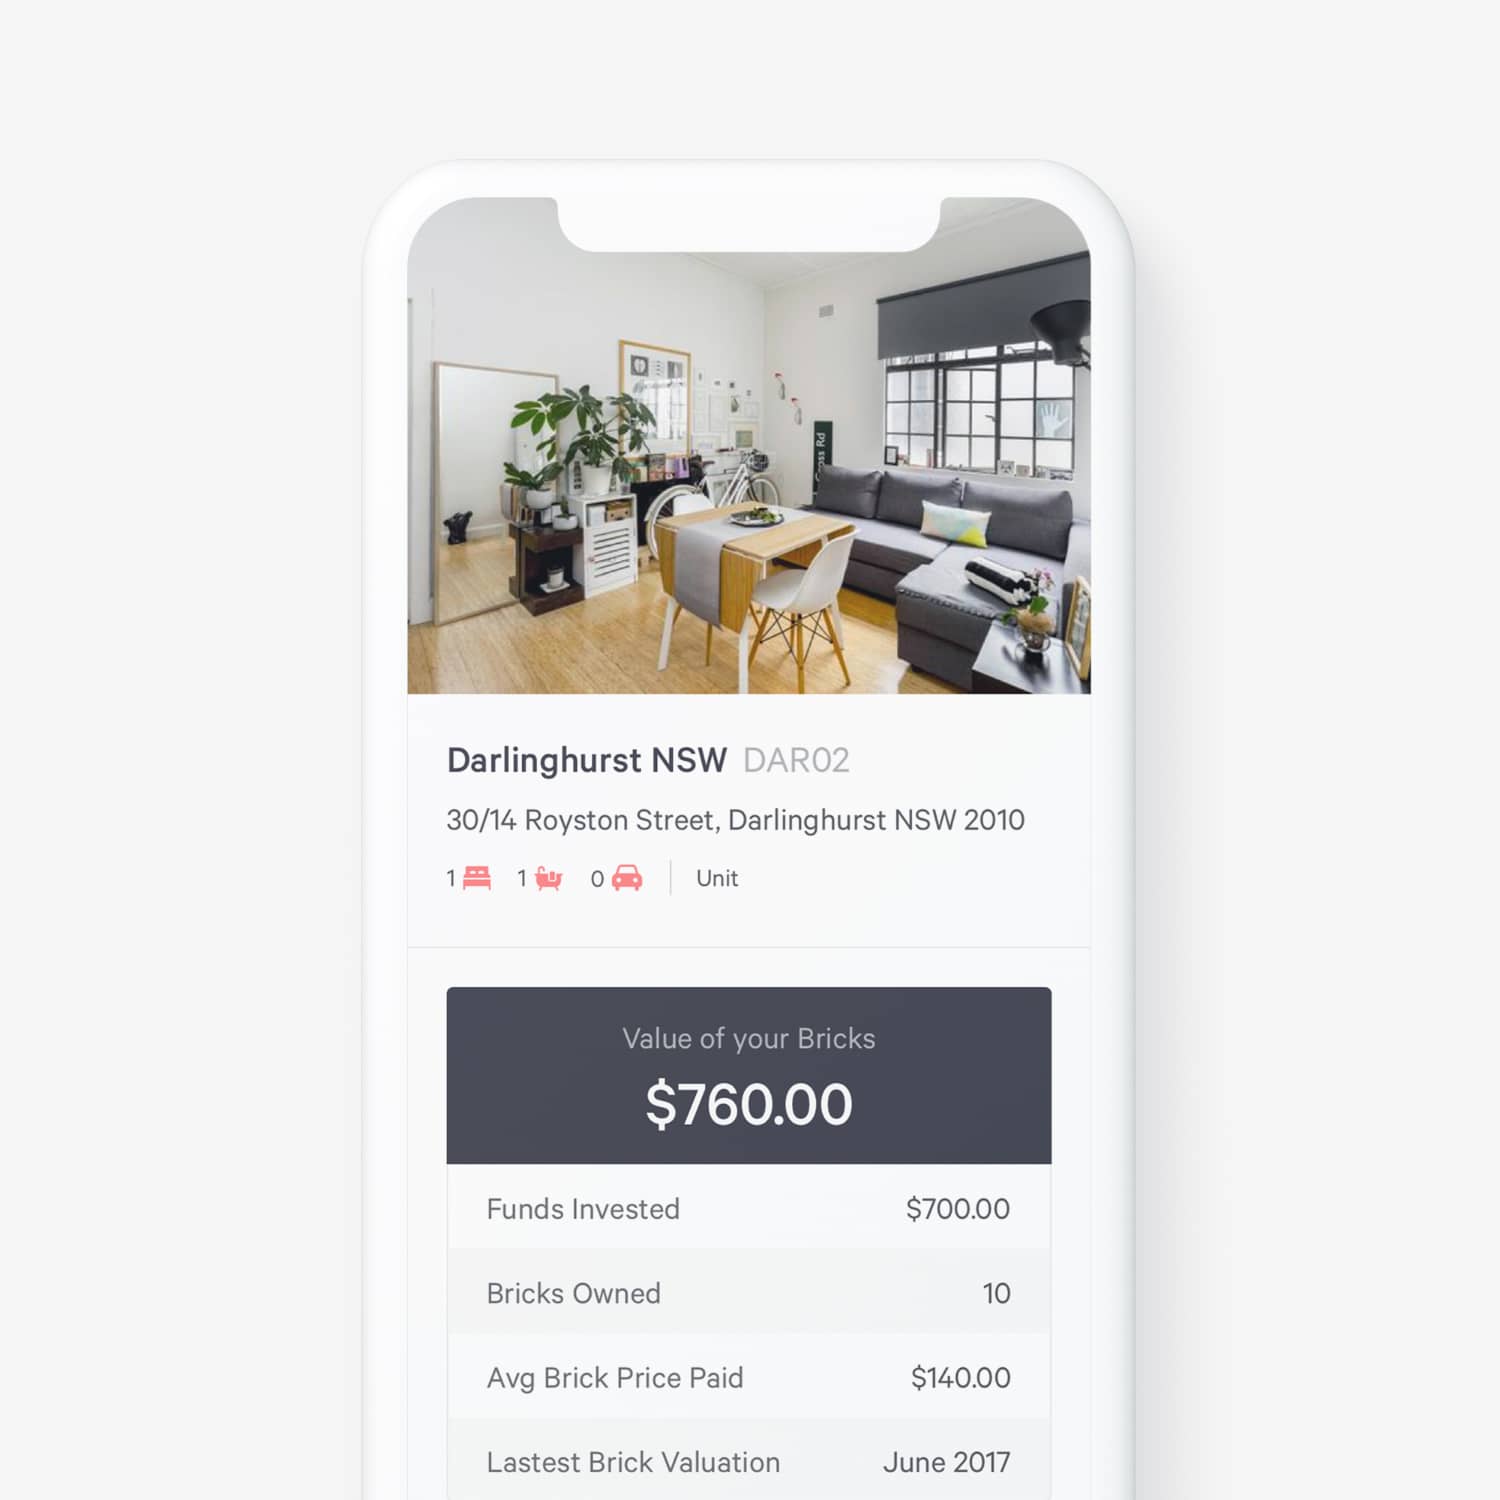 Cross Rd
Darlinghurst NSW DAR02
30/14 Royston Street, Darlinghurst NSW 2010
1 1 0 Unit
Value of your Bricks
$760.00
Funds Invested $700.00
Bricks Owned 10
Avg Brick Price Paid $140.00
Lastest Brick Valuation June 2017